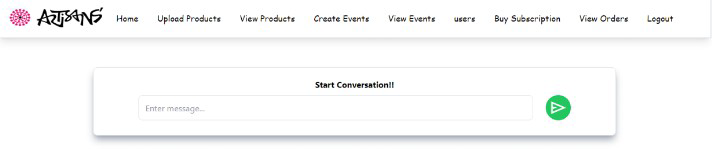 ARTISANS' Home Upload Products View Products Create Events View Events users Buy Subscription View Orders Logout
Start Conversation!!
Enter message...